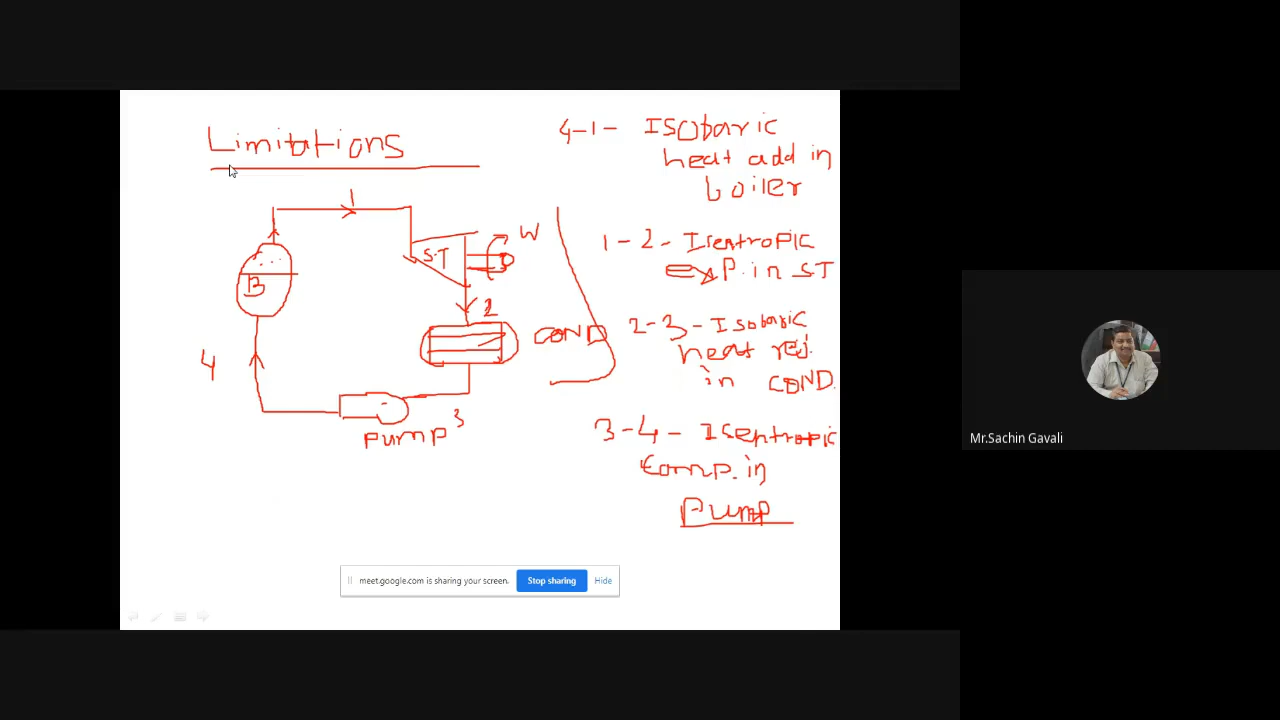 Limitations
1
S.T
W
B
2
COND
4
3
Pump
4-1- Isobaric
heat add in
boiler
1-2- Isentropic
exp. in ST
2-3-Isobaric
heat rej.
in COND.
3-4- Isentropic
comp. in
Pump
Mr.Sachin Gavali
meet.google.com is sharing your screen.
Stop sharing
Hide